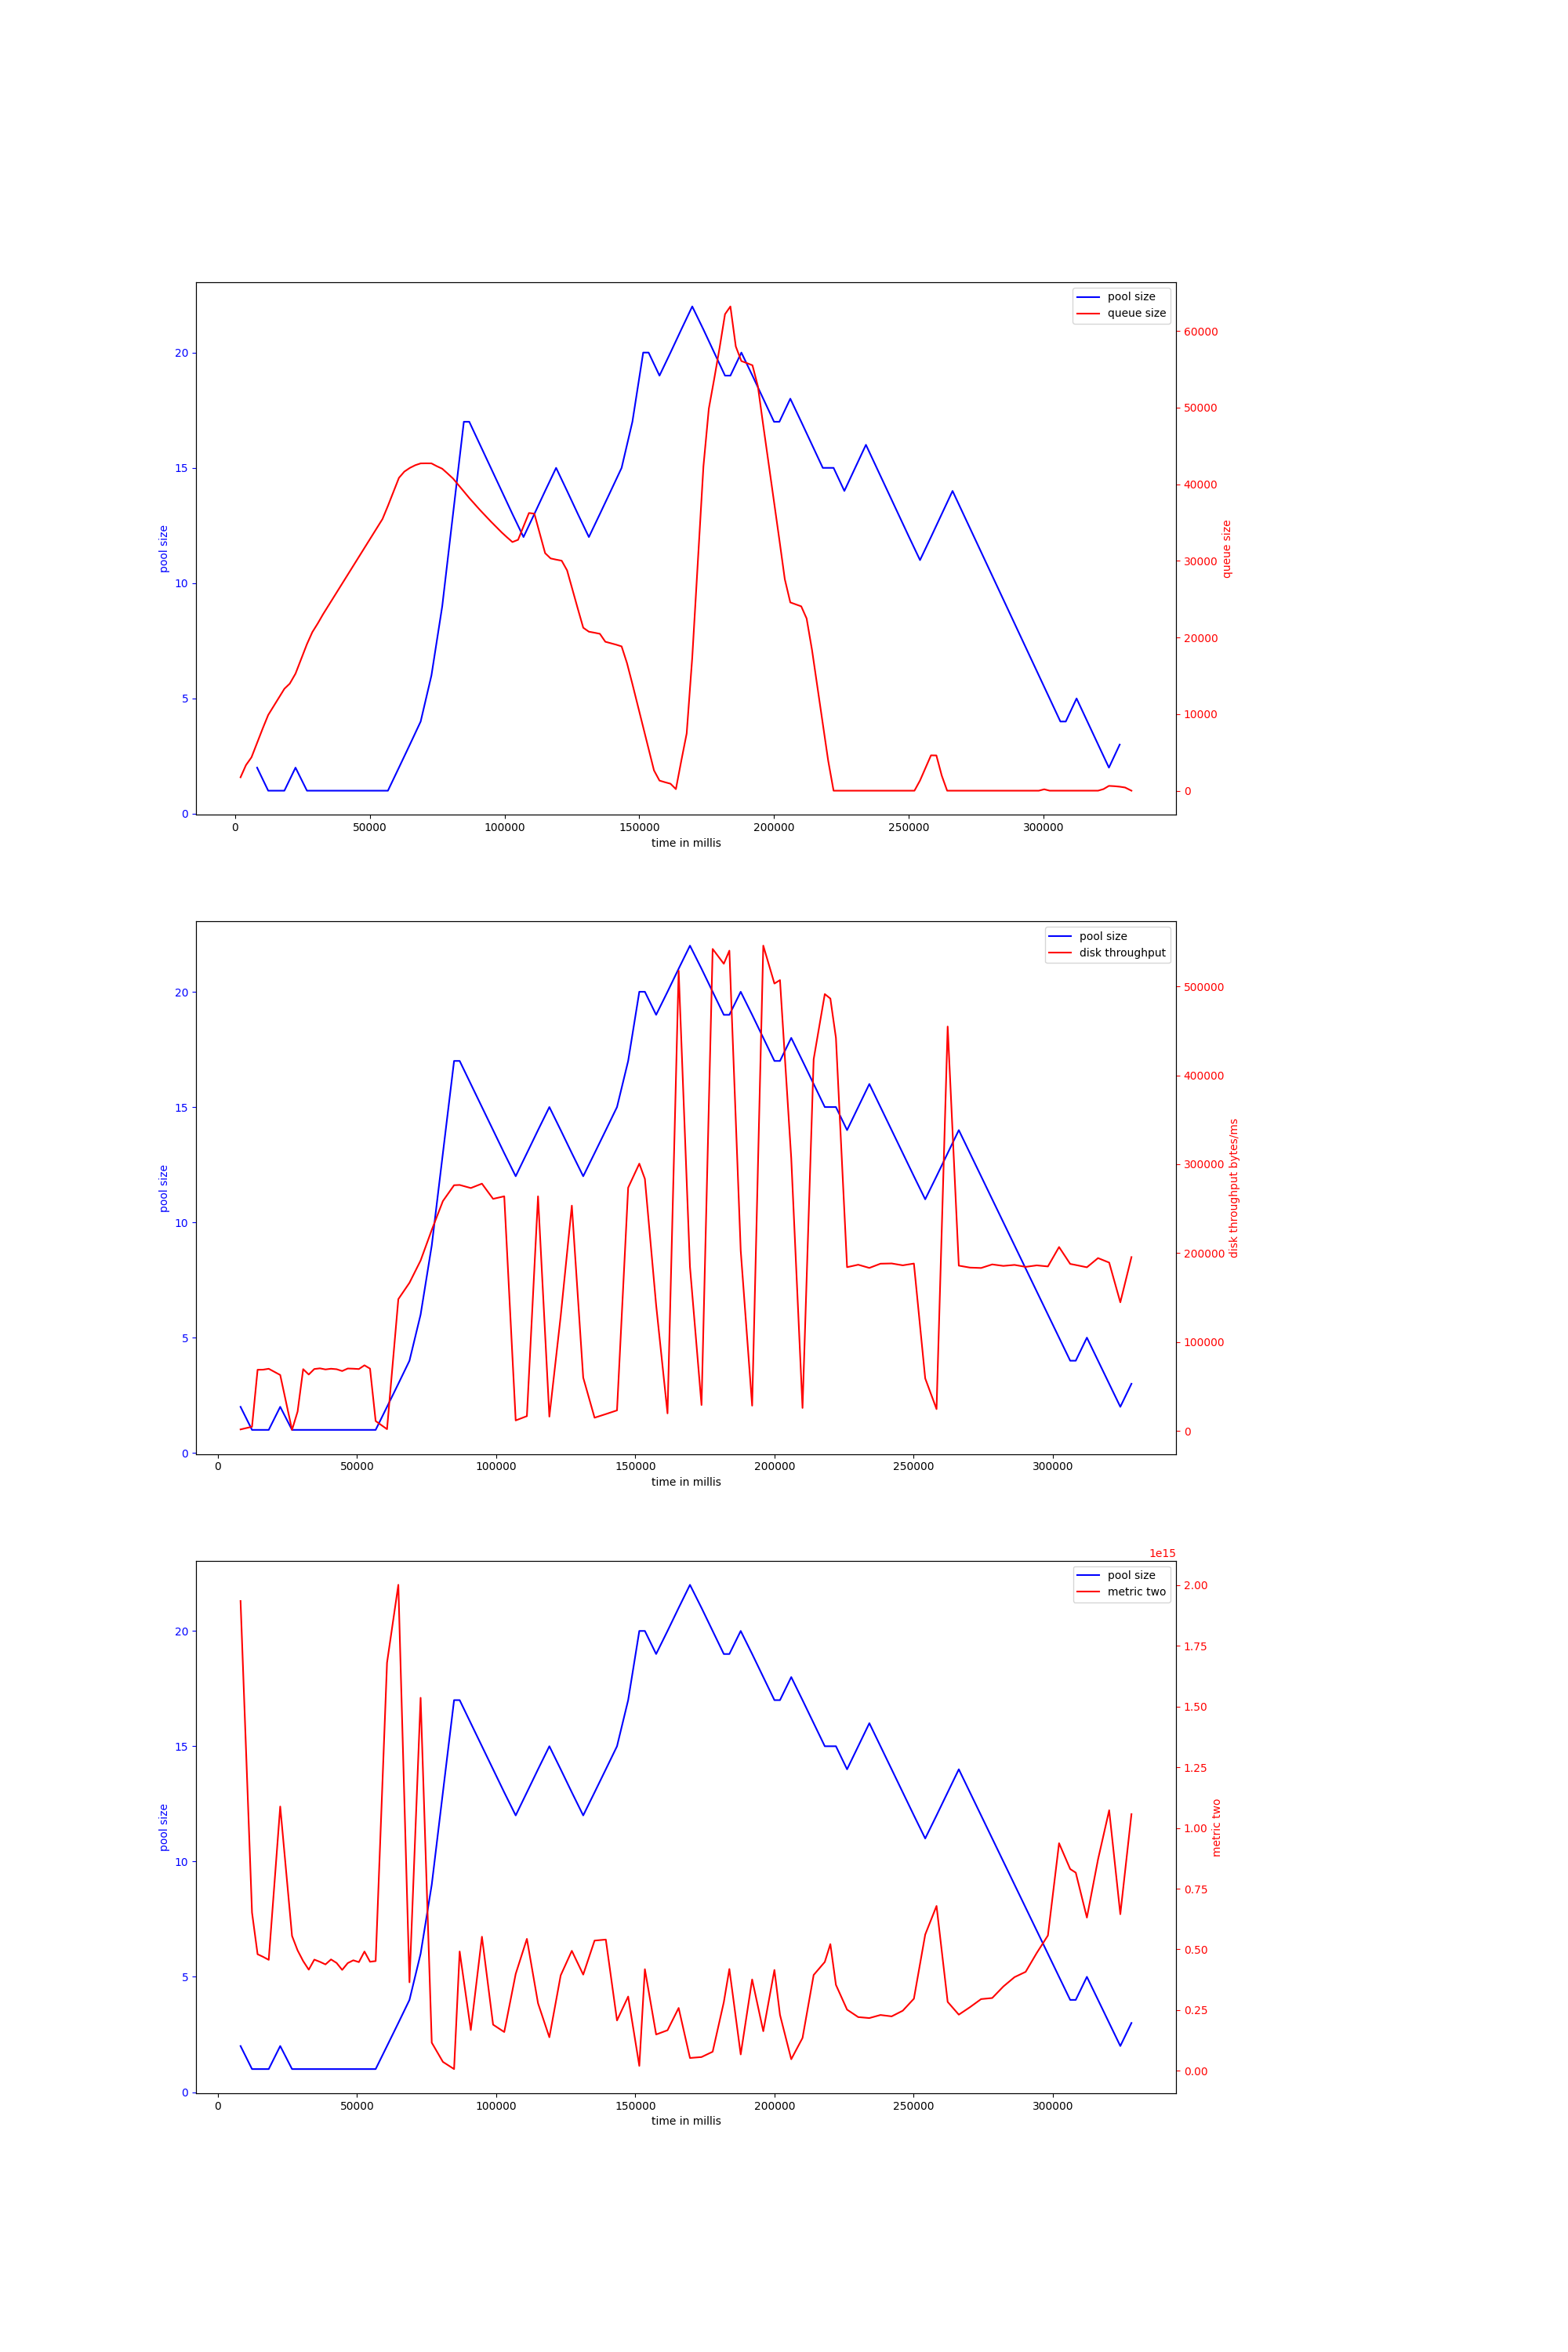 pool size
queue size
60000
20
50000
15
40000
pool size
queue size
30000
10
20000
5
10000
0
0
0 50000 100000 150000 200000 250000 300000
time in millis
pool size
disk throughput
500000
20
400000
15
300000
pool size
disk throughput bytes/ms
10
200000
5
100000
0
0
0 50000 100000 150000 200000 250000 300000
time in millis
1e15
pool size
metric two
2.00
20
1.75
1.50
15
1.25
pool size
metric two
1.00
10
0.75
0.50
5
0.25
0.00
0
0 50000 100000 150000 200000 250000 300000
time in millis